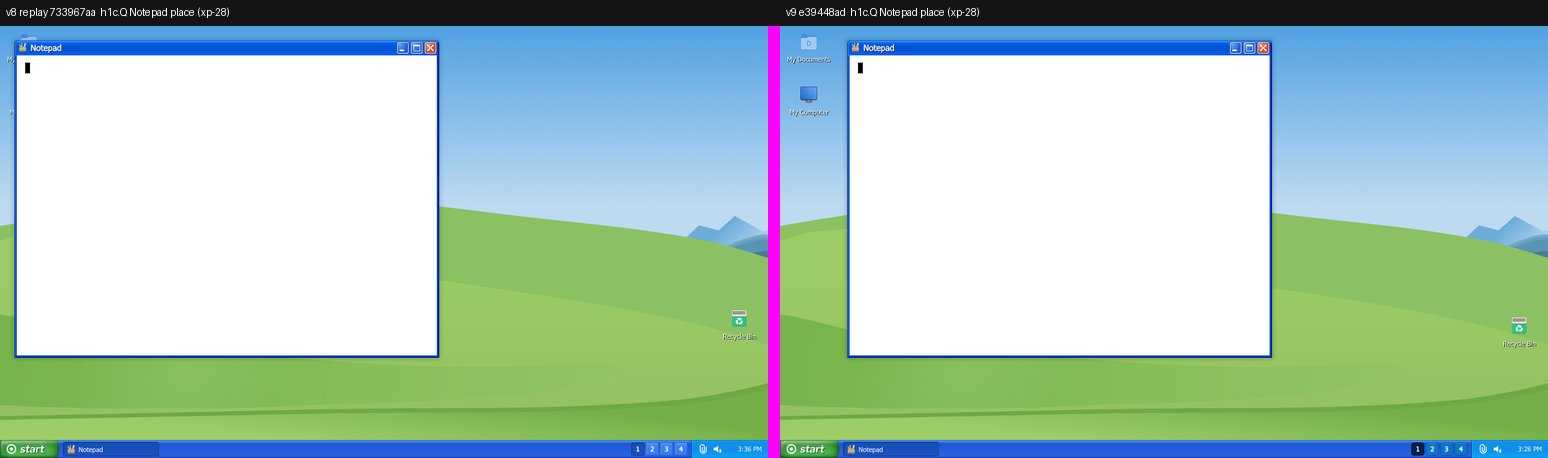 v8 replay 733967aa h1c.Q Notepad place (xp-28)
Notepad
Recycle Bin
start
Notepad
1 2 3 4
3:36 PM
v9 e39448ad h1c.Q Notepad place (xp-28)
My Documents
Notepad
My Computer
Recycle Bin
start
Notepad
1 2 3 4
3:26 PM